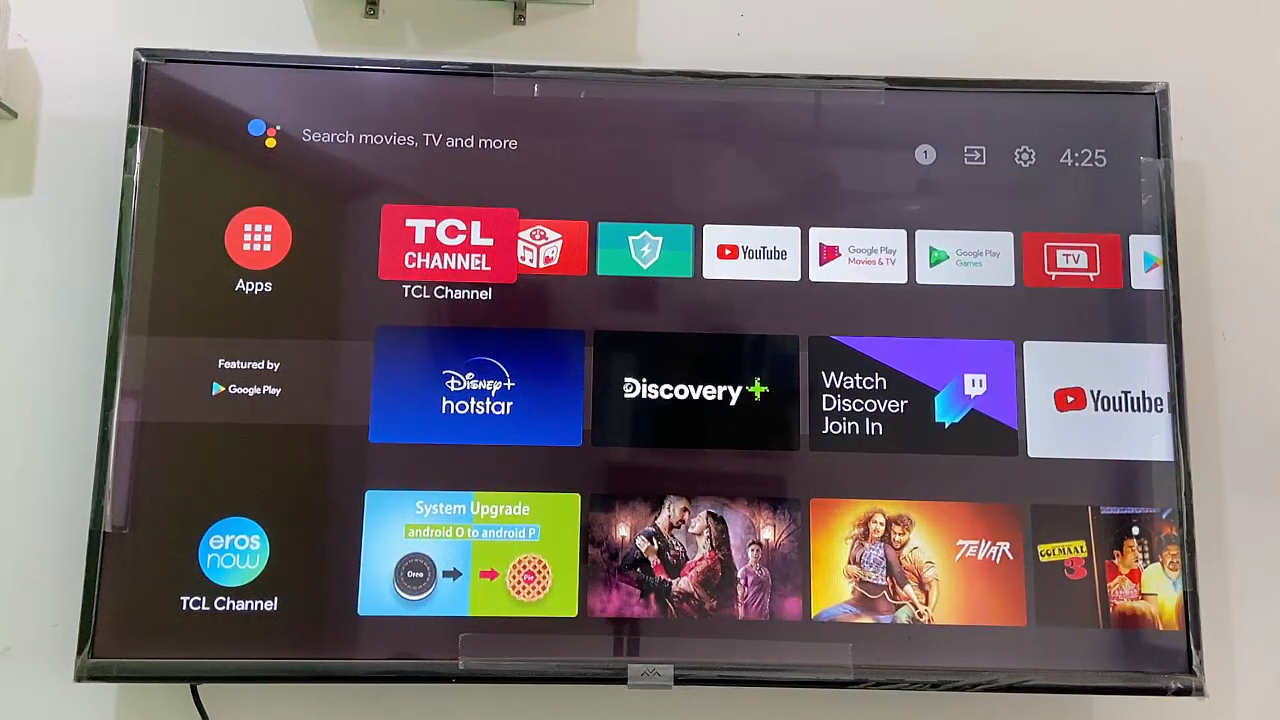 Search movies, TV and more
1
4:25
Apps
TCL
CHANNEL
TCL Channel
YouTube
Google Play
Movies & TV
Google Play
Games
TV
Featured by
Google Play
Disney+
hotstar
Discovery+
Watch
Discover
Join In
YouTube
eros
now
TCL Channel
System Upgrade
android O to android P
Oreo
Pie
TEVAR
GOLMAAL
3